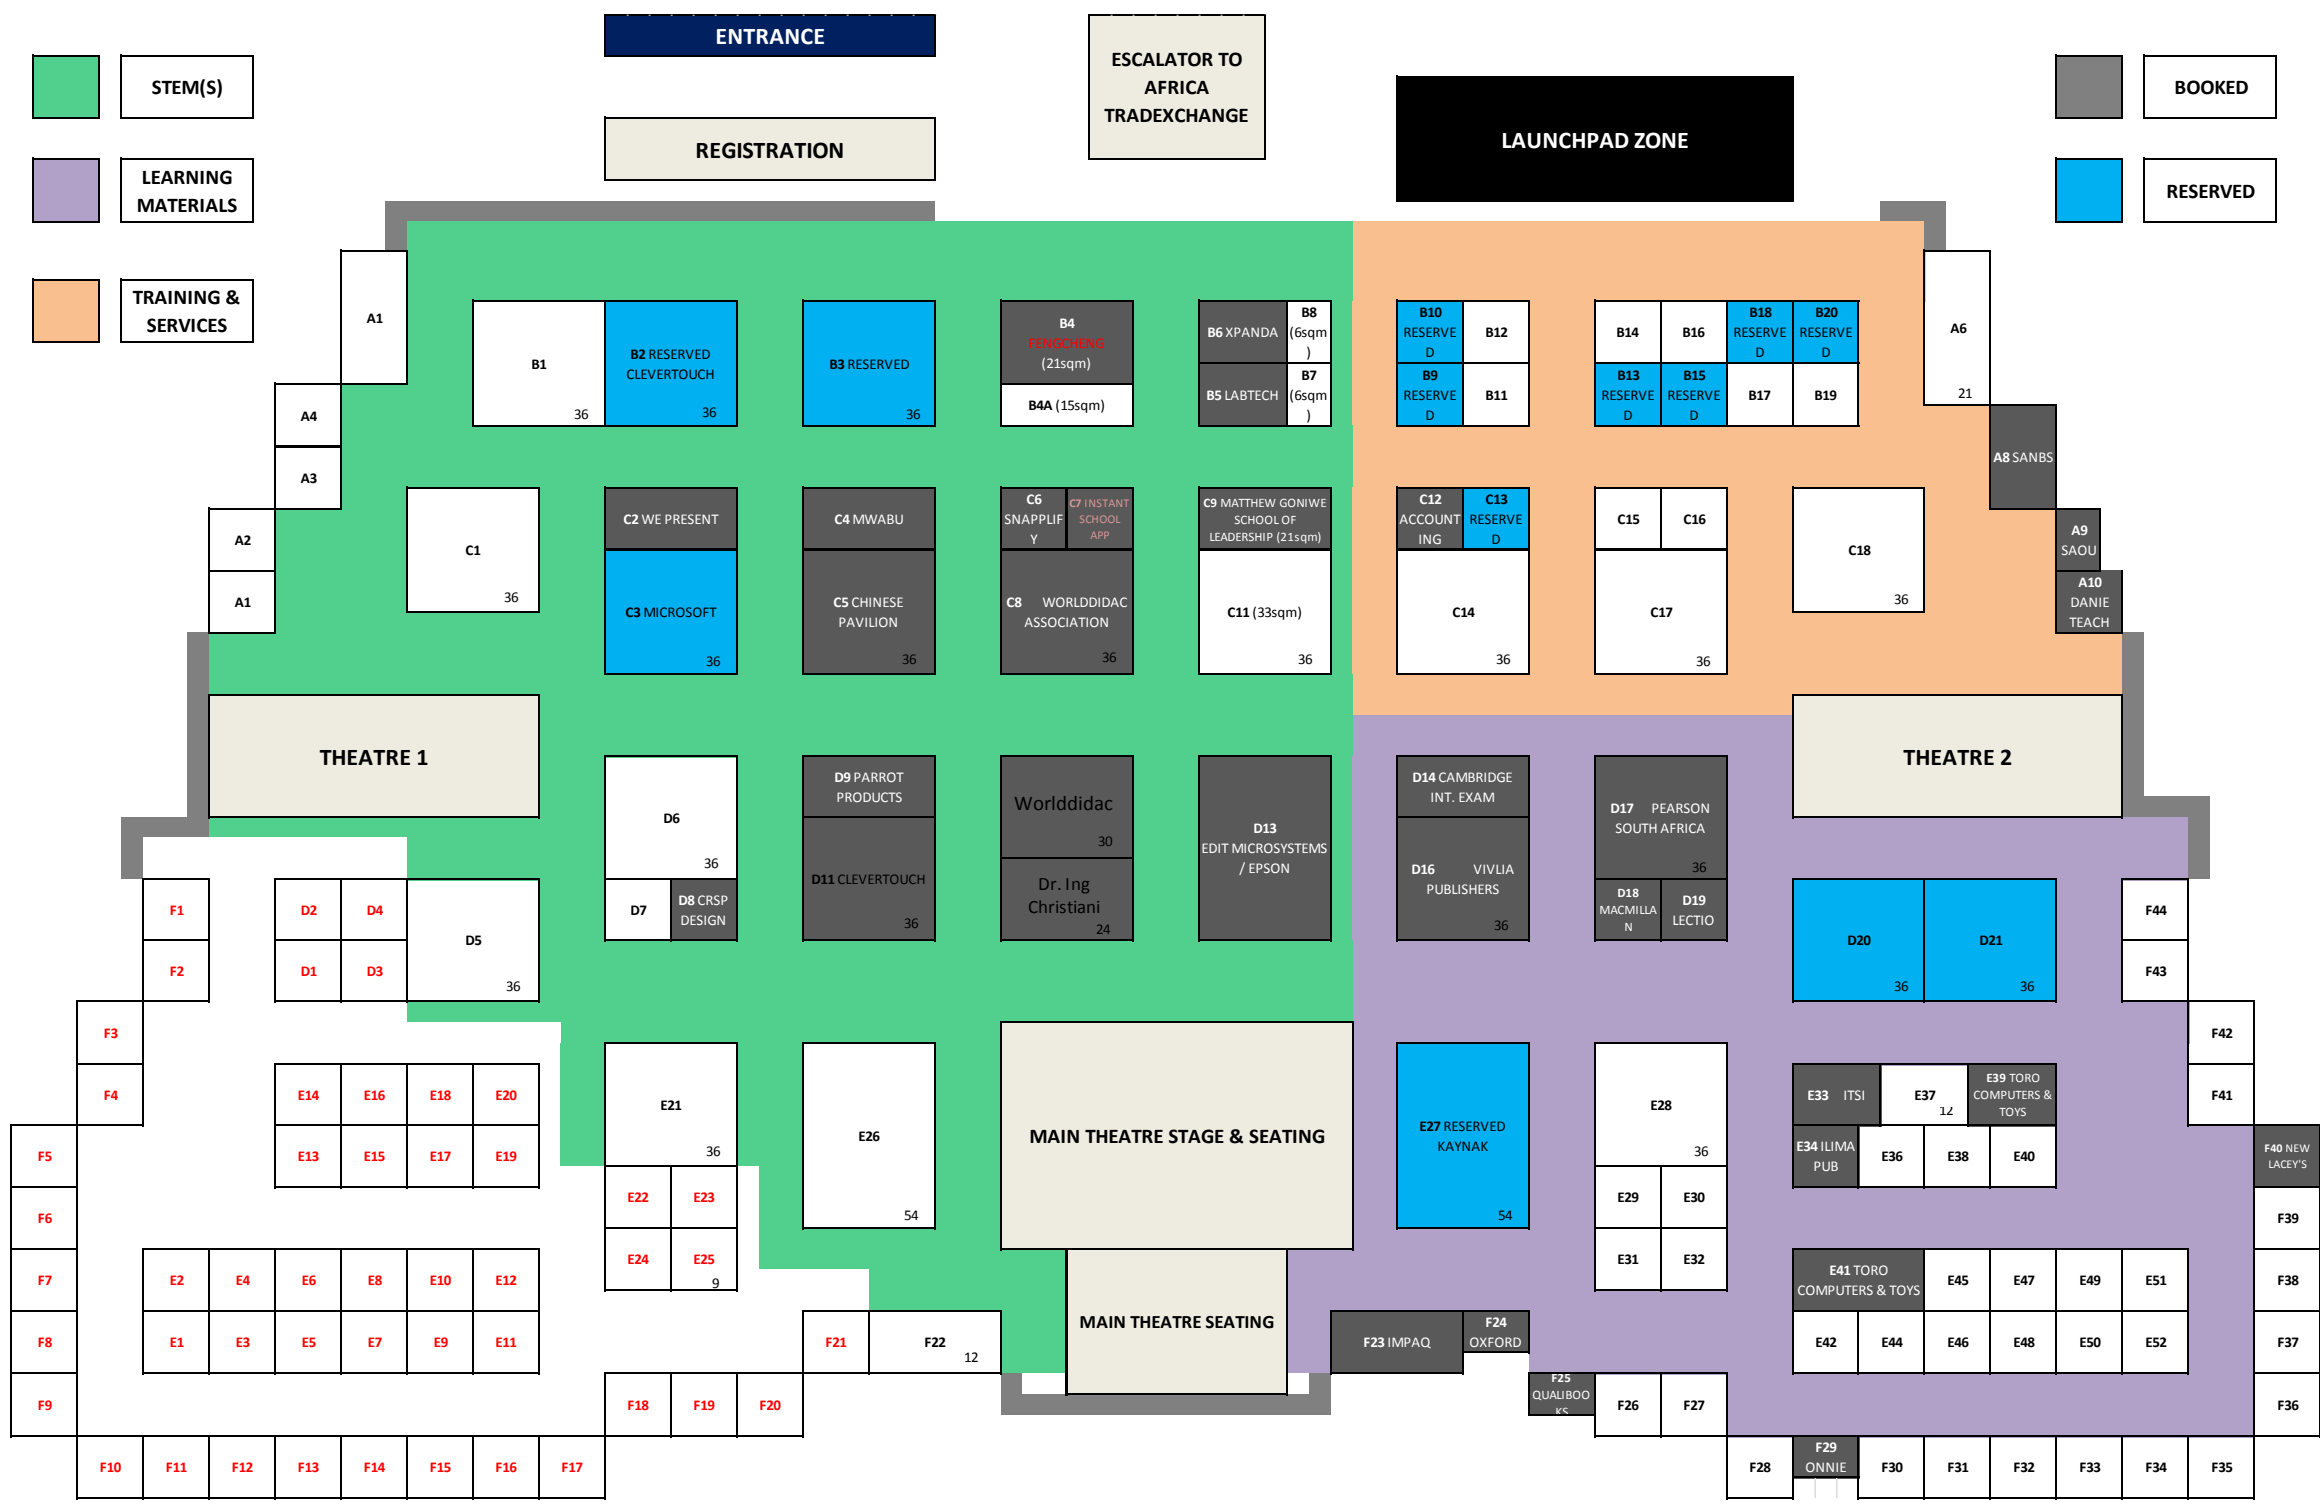 ENTRANCE
ESCALATOR TO
AFRICA
TRADEXCHANGE
STEM(S)
BOOKED
LAUNCHPAD ZONE
REGISTRATION
LEARNING
MATERIALS
RESERVED
TRAINING &
SERVICES
A1
B1
36
B2 RESERVED
CLEVERTOUCH
36
B3 RESERVED
36
B4
FENGCHENG
(21sqm)
B4A (15sqm)
B6 XPANDA
B8
(6sqm
)
B5 LABTECH
B7
(6sqm
)
B10
RESERVE
D
B12
B9
RESERVE
D
B11
B14
B16
B18
RESERVE
D
B20
RESERVE
D
B13
RESERVE
D
B15
RESERVE
D
B17
B19
A6
21
A4
A3
A8 SANBS
A2
A1
C1
36
C2 WE PRESENT
C3 MICROSOFT
36
C4 MWABU
C5 CHINESE
PAVILION
36
C6
SNAPPLIF
Y
C7 INSTANT
SCHOOL
APP
C8 WORLDDIDAC
ASSOCIATION
36
C9 MATTHEW GONIWE
SCHOOL OF
LEADERSHIP (21sqm)
C11 (33sqm)
36
C12
ACCOUNT
ING
C13
RESERVE
D
C14
36
C15
C16
C17
36
C18
36
A9
SAOU
A10
DANIE
TEACH
THEATRE 1
THEATRE 2
D6
36
D7
D8 CRSP
DESIGN
D9 PARROT
PRODUCTS
D11 CLEVERTOUCH
36
Worlddidac
30
Dr. Ing
Christiani
24
D13
EDIT MICROSYSTEMS
/ EPSON
D14 CAMBRIDGE
INT. EXAM
D16 VIVLIA
PUBLISHERS
36
D17 PEARSON
SOUTH AFRICA
36
D18
MACMILLA
N
D19
LECTIO
D20
36
D21
36
F44
F43
F1
F2
D2
D4
D1
D3
D5
36
F3
F4
F42
F41
E14
E16
E18
E20
E13
E15
E17
E19
E21
36
E26
54
MAIN THEATRE STAGE & SEATING
E27 RESERVED
KAYNAK
54
E28
36
E33 ITSI
E37
12
E39 TORO
COMPUTERS &
TOYS
E34 ILIMA
PUB
E36
E38
E40
F40 NEW
LACEY'S
F5
F6
F7
F8
F9
E22
E23
E24
E25
9
E29
E30
E31
E32
F39
F38
F37
F36
E2
E4
E6
E8
E10
E12
E1
E3
E5
E7
E9
E11
E41 TORO
COMPUTERS & TOYS
E45
E47
E49
E51
E42
E44
E46
E48
E50
E52
F21
F22
12
MAIN THEATRE SEATING
F23 IMPAQ
F24
OXFORD
F25
QUALIBOO
KS
F26
F27
F18
F19
F20
F10
F11
F12
F13
F14
F15
F16
F17
F28
F29
ONNIE
F30
F31
F32
F33
F34
F35